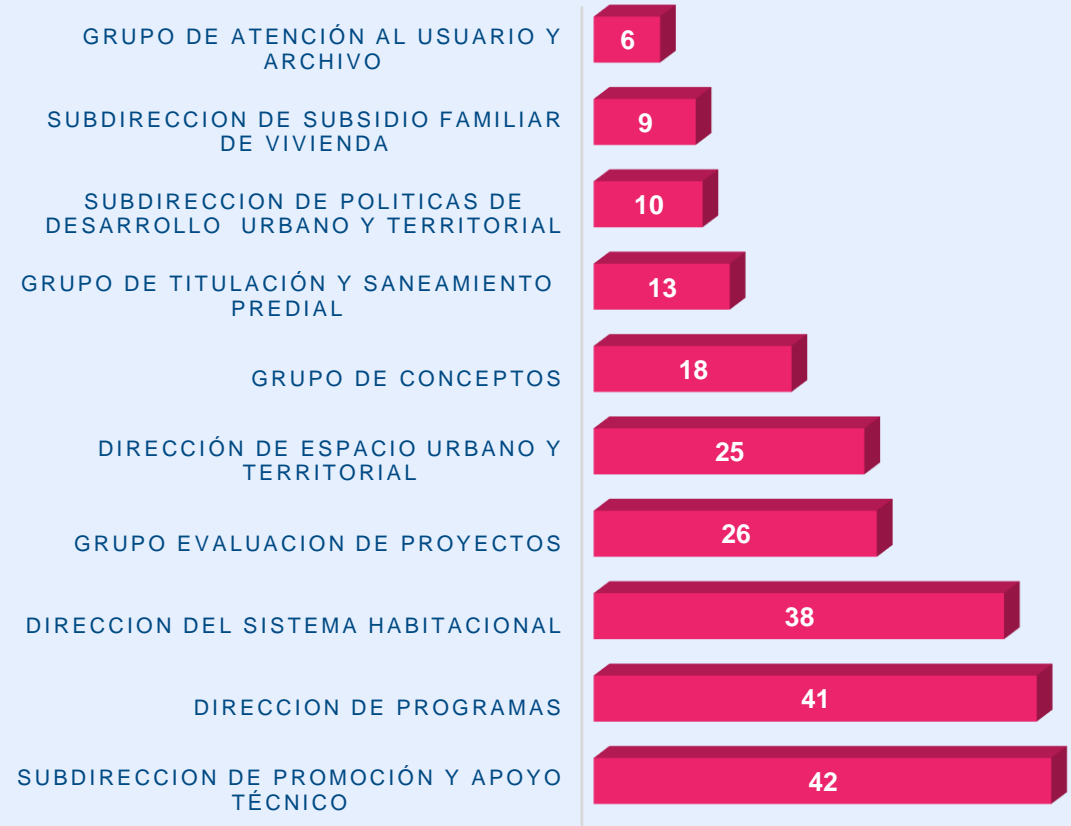 GRUPO DE ATENCIÓN AL USUARIO Y
ARCHIVO
6
SUBDIRECCION DE SUBSIDIO FAMILIAR
DE VIVIENDA
9
SUBDIRECCION DE POLITICAS DE
DESARROLLO URBANO Y TERRITORIAL
10
GRUPO DE TITULACIÓN Y SANEAMIENTO
PREDIAL
13
GRUPO DE CONCEPTOS
18
DIRECCIÓN DE ESPACIO URBANO Y
TERRITORIAL
25
GRUPO EVALUACION DE PROYECTOS
26
DIRECCION DEL SISTEMA HABITACIONAL
38
DIRECCION DE PROGRAMAS
41
SUBDIRECCION DE PROMOCIÓN Y APOYO
TÉCNICO
42